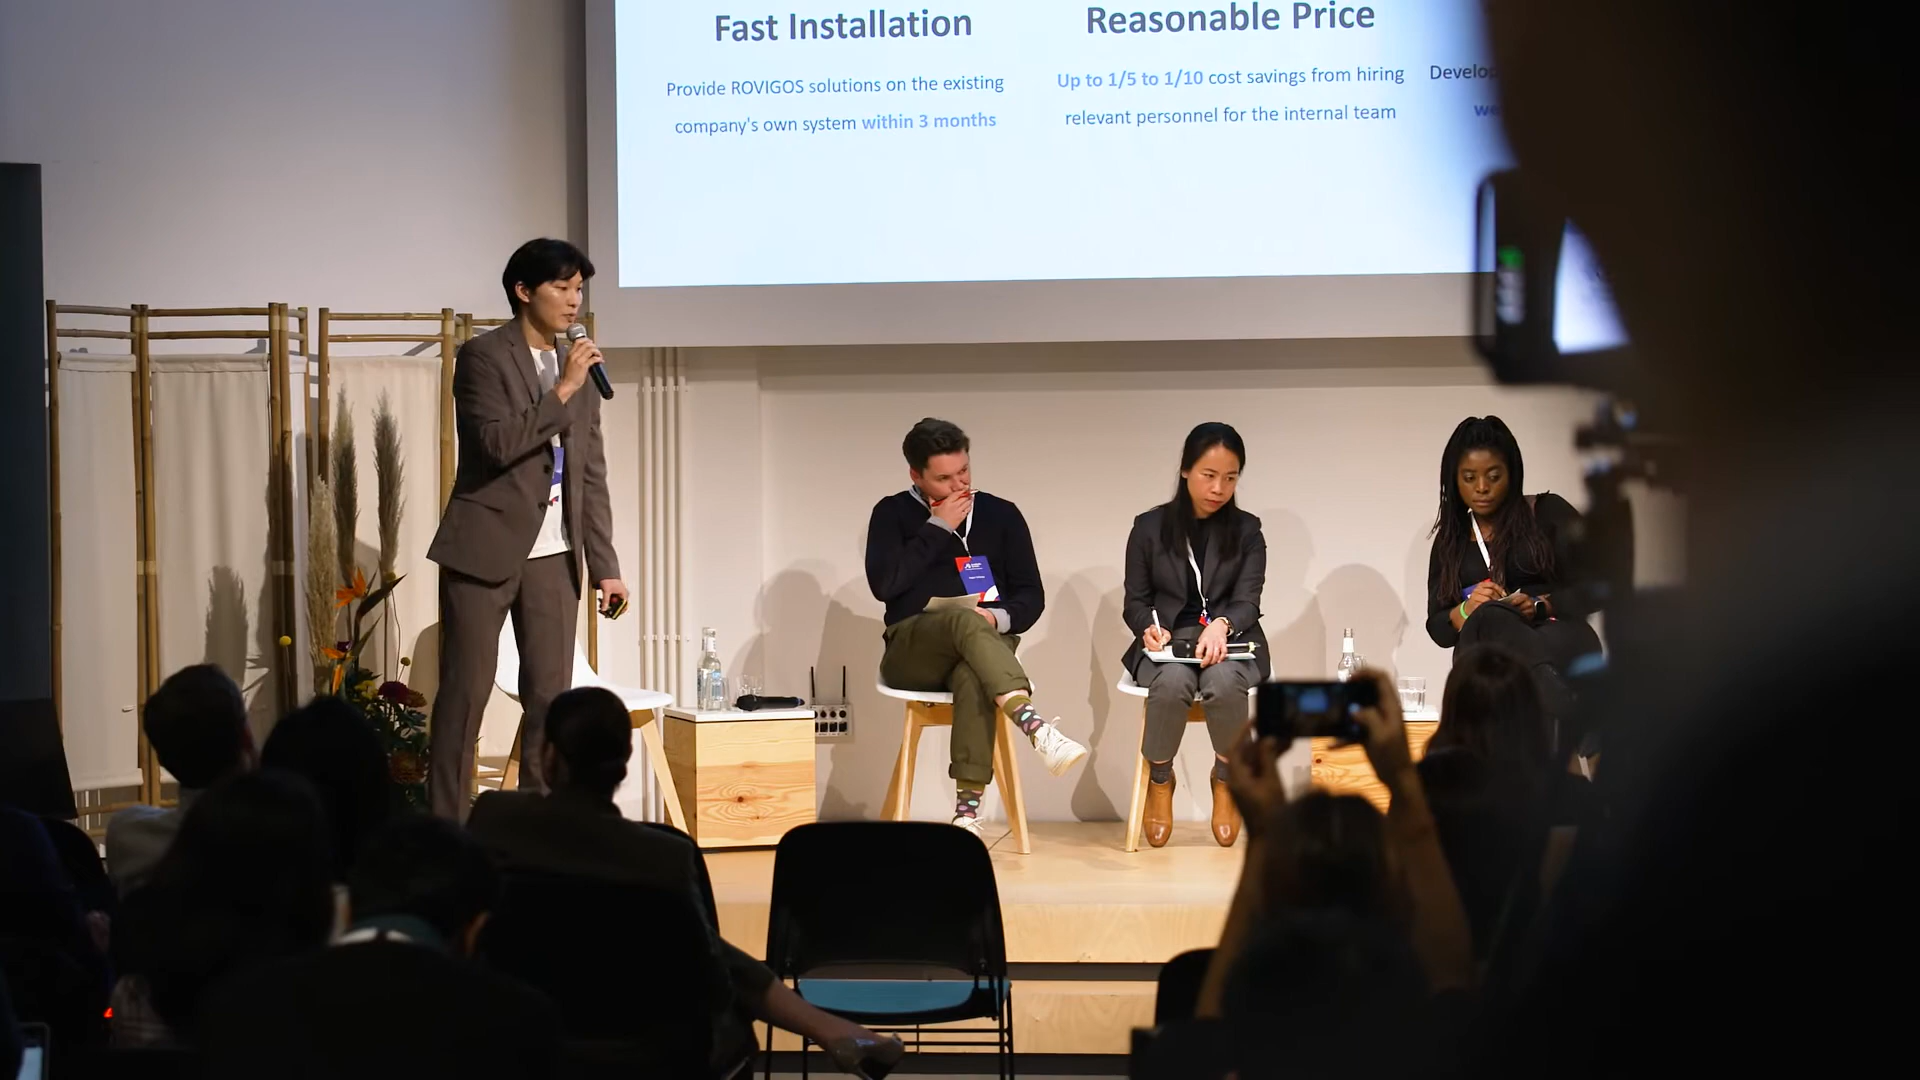 Fast Installation
Provide ROVIGOS solutions on the existing
company's own system within 3 months
Reasonable Price
Up to 1/5 to 1/10 cost savings from hiring
relevant personnel for the internal team